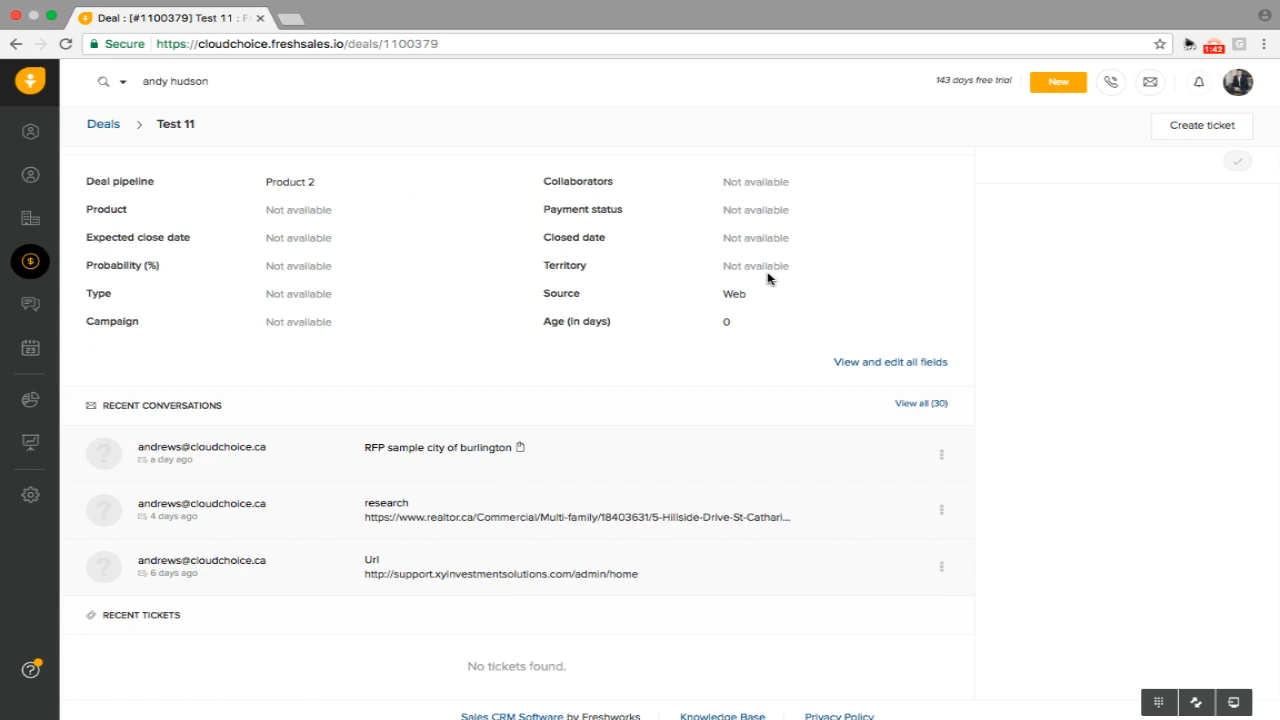 Deal : [#1100379] Test 11 : F
Secure https://cloudchoice.freshsales.io/deals/1100379
1:42
G
andy hudson
143 days free trial
New
Deals > Test 11
Create ticket
Deal pipeline Product 2 Collaborators Not available
Product Not available Payment status Not available
Expected close date Not available Closed date Not available
Probability (%) Not available Territory Not available
Type Not available Source Web
Campaign Not available Age (in days) 0
View and edit all fields
RECENT CONVERSATIONS View all (30)
andrews@cloudchoice.ca RFP sample city of burlington
a day ago
andrews@cloudchoice.ca research
4 days ago https://www.realtor.ca/Commercial/Multi-family/18403631/5-Hillside-Drive-St-Cathari...
andrews@cloudchoice.ca Url
6 days ago http://support.xyinvestmentsolutions.com/admin/home
RECENT TICKETS
No tickets found.
Sales CRM Software by Freshworks Knowledge Base Privacy Policy
23